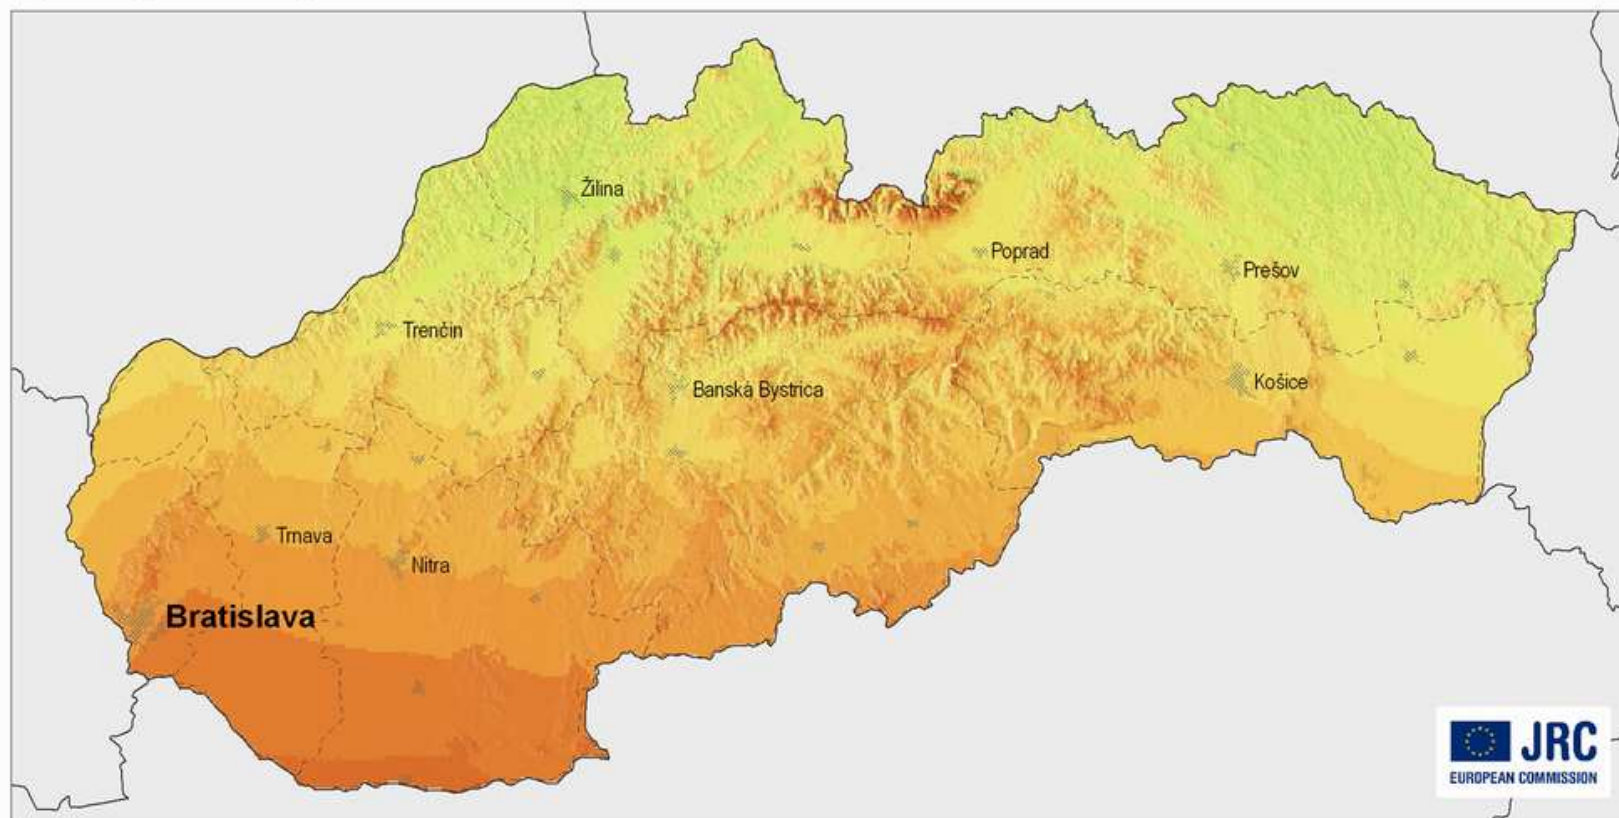 Žilina
Poprad
Prešov
Trenčín
Košice
Banská Bystrica
Trnava
Nitra
Bratislava
JRC
EUROPEAN COMMISSION